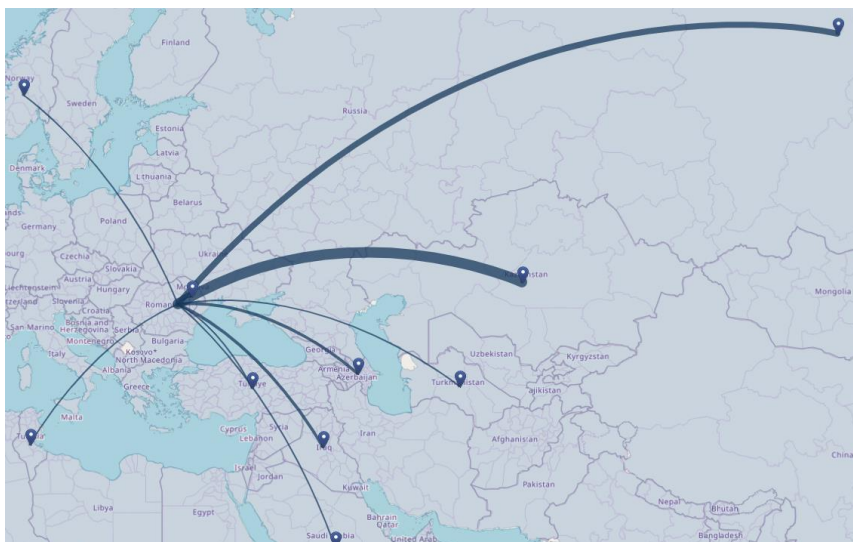 Finland
Norway
Sweden
Russia
Estonia
Latvia
Denmark
Lithuania
Belarus
Germany
Poland
Czechia
Slovakia
Austria
Hungary
Slovenia
Croatia
San Marino
Bosnia and
Herzegovina
Serbia
Montenegro
Italy
Kosovo*
Bulgaria
North Macedonia
Albania
Greece
Georgia
Armenia
Azerbaijan
Uzbekistan
Kyrgyzstan
Mongolia
Malta
Cyprus
Lebanon
Syria
Israel
Jordan
Iraq
Iran
Kuwait
Afghanistan
Pakistan
China
Libya
Egypt
Bahrain
Qatar
Nepal
Bhutan
Bangladesh